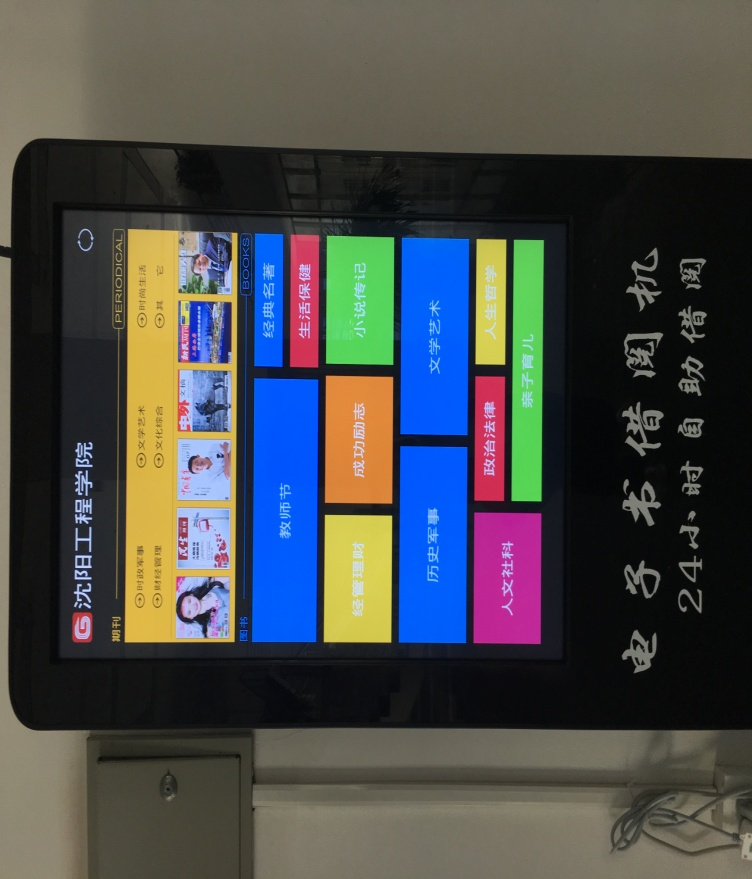 沈阳工程学院
期刊 PERIODICAL
时政军事 文学艺术 时尚生活
财经管理 文化综合 其 它
图书 BOOKS
教师节 经典名著
生活保健
经管理财 成功励志 小说传记
历史军事 文学艺术
人文社科 政治法律 人生哲学
亲子育儿
电子书借阅机
24小时自助借阅